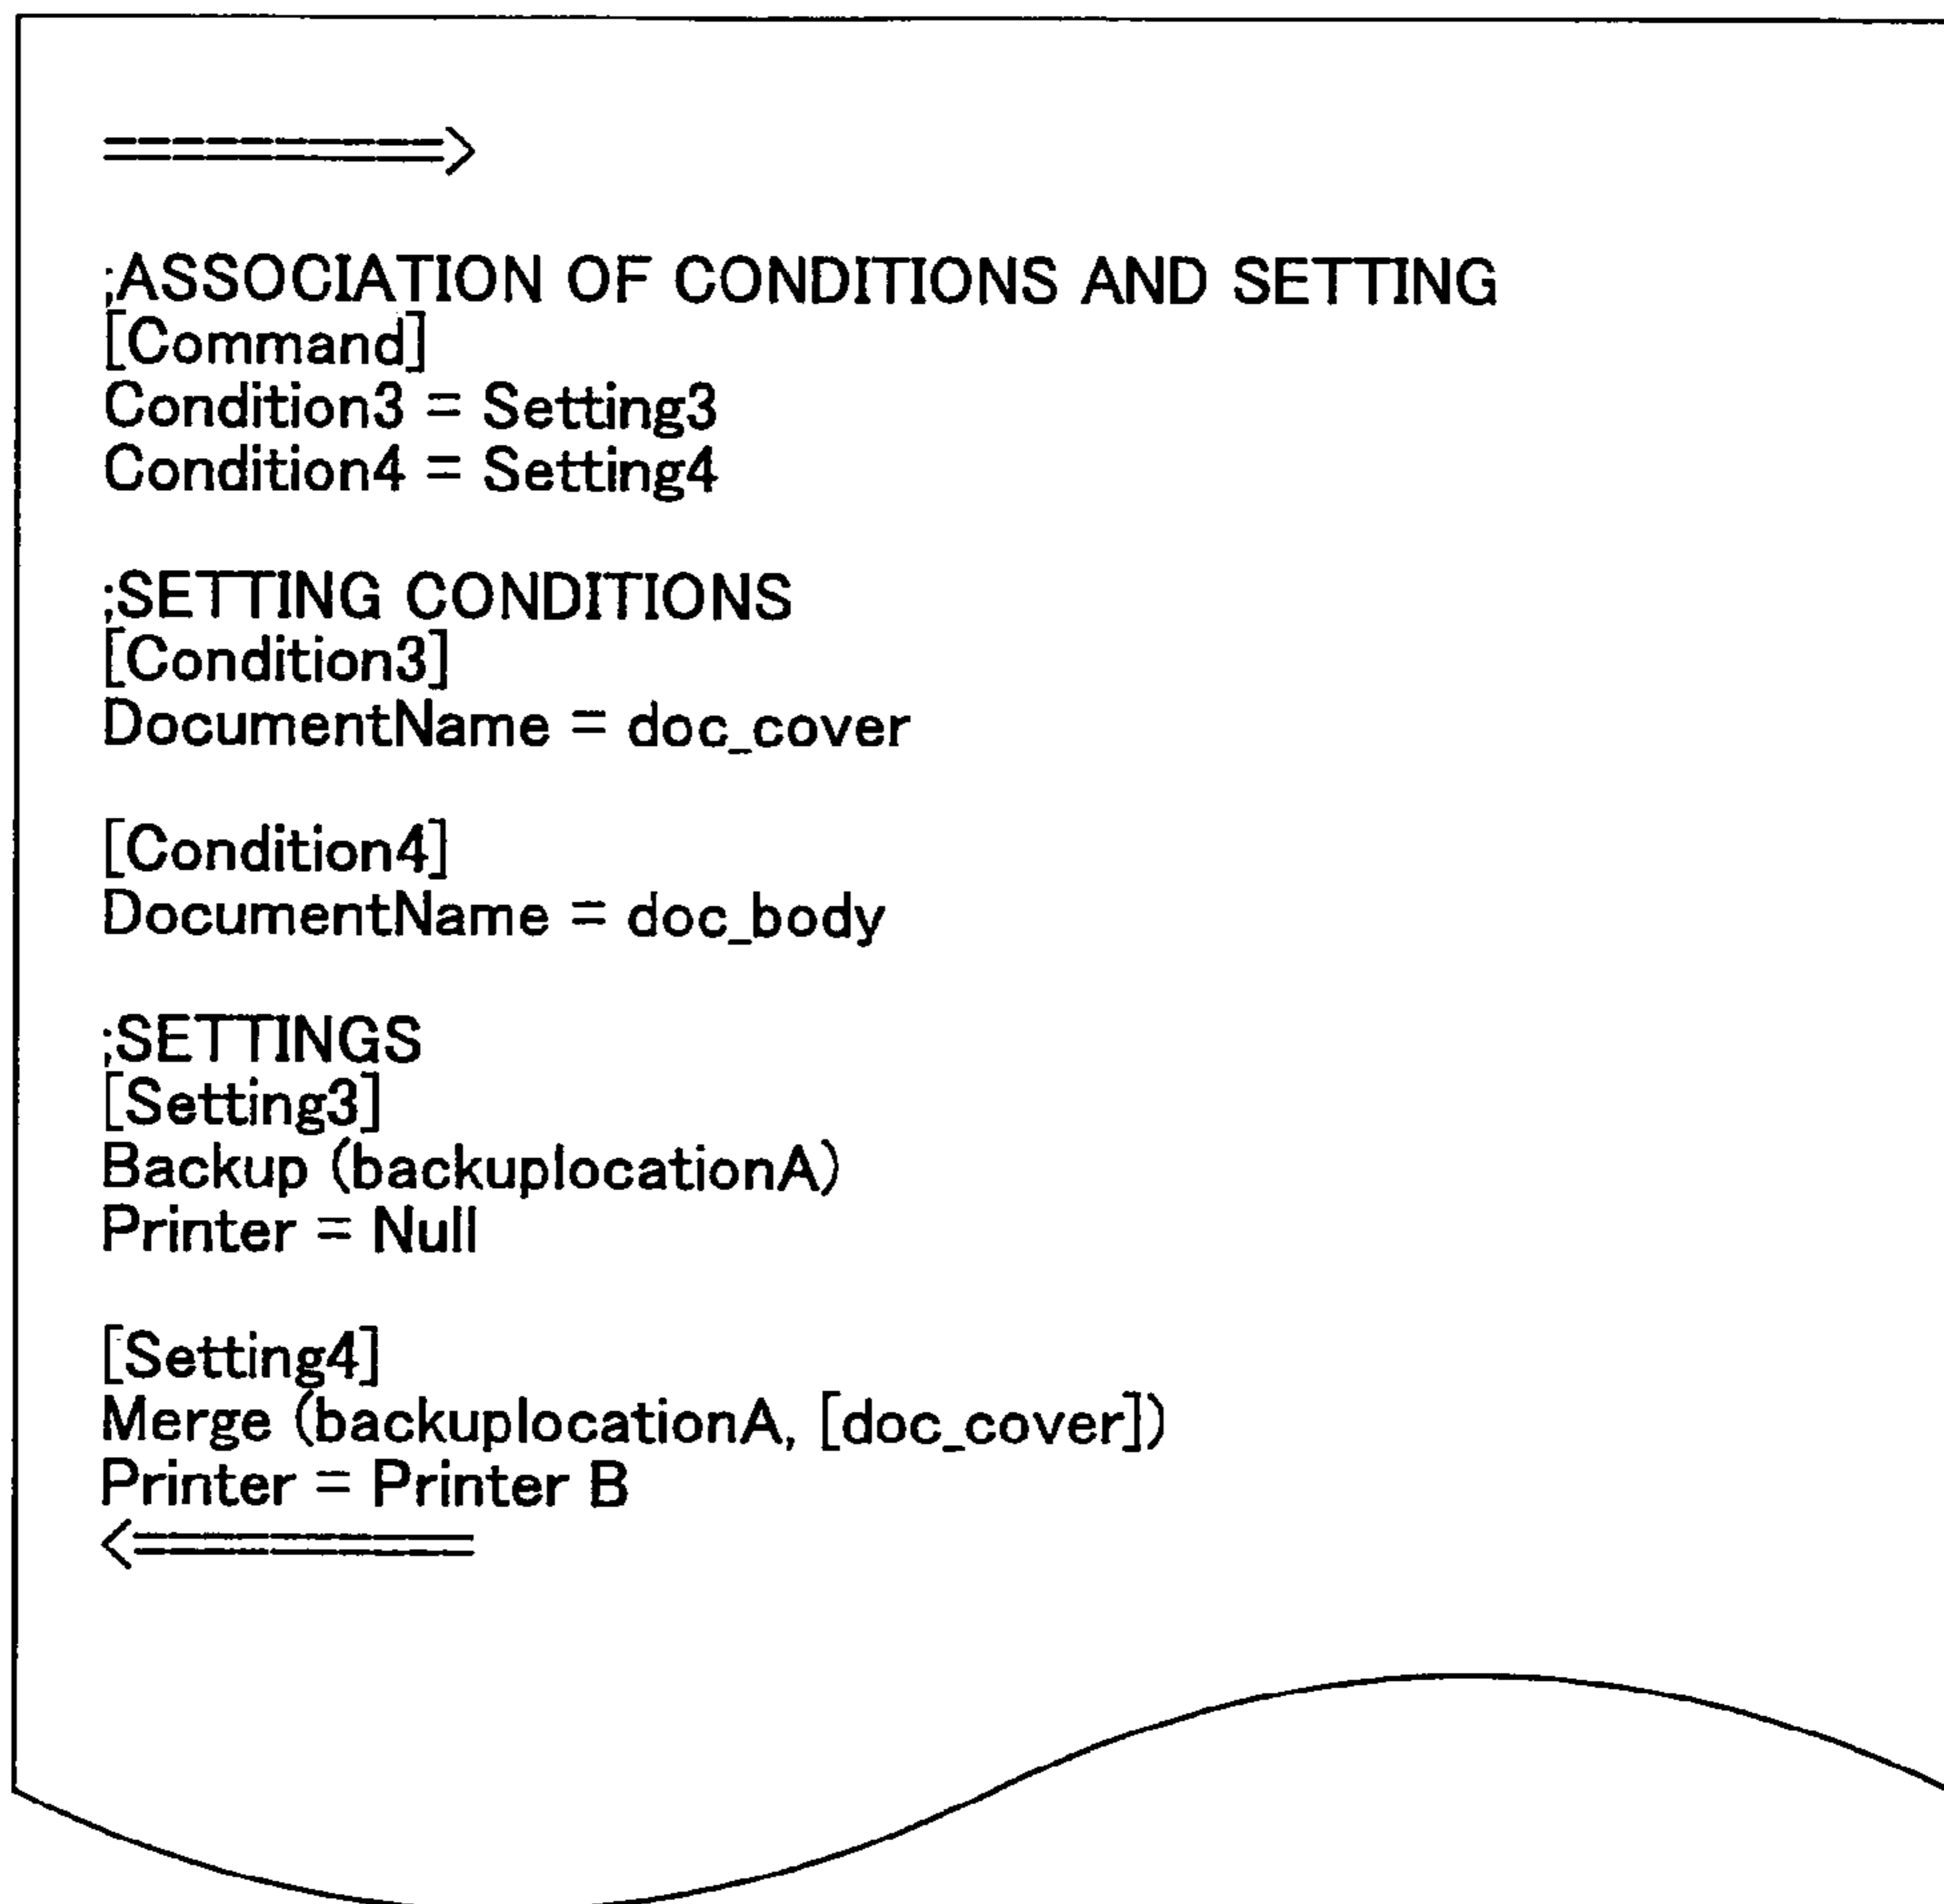 ==========>
;ASSOCIATION OF CONDITIONS AND SETTING
[Command]
Condition3 = Setting3
Condition4 = Setting4
;SETTING CONDITIONS
[Condition3]
DocumentName = doc_cover
[Condition4]
DocumentName = doc_body
;SETTINGS
[Setting3]
Backup (backuplocationA)
Printer = Null
[Setting4]
Merge (backuplocationA, [doc_cover])
Printer = Printer B
<==========